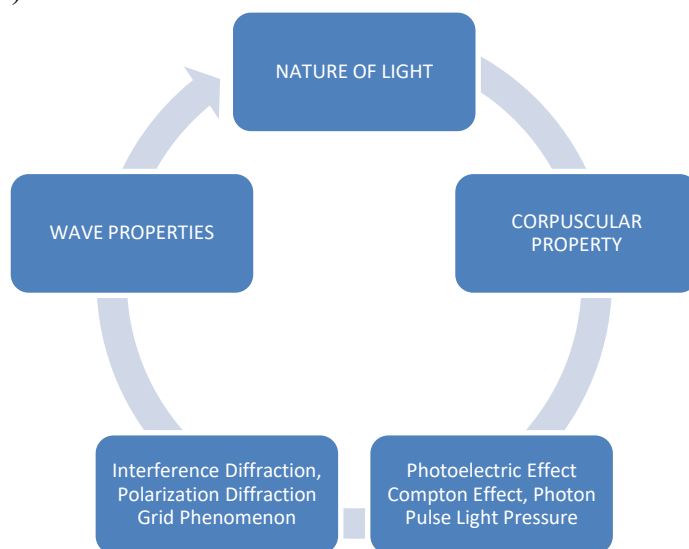 NATURE OF LIGHT
CORPUSCULAR
PROPERTY
Photoelectric Effect
Compton Effect, Photon
Pulse Light Pressure
Interference Diffraction,
Polarization Diffraction
Grid Phenomenon
WAVE PROPERTIES